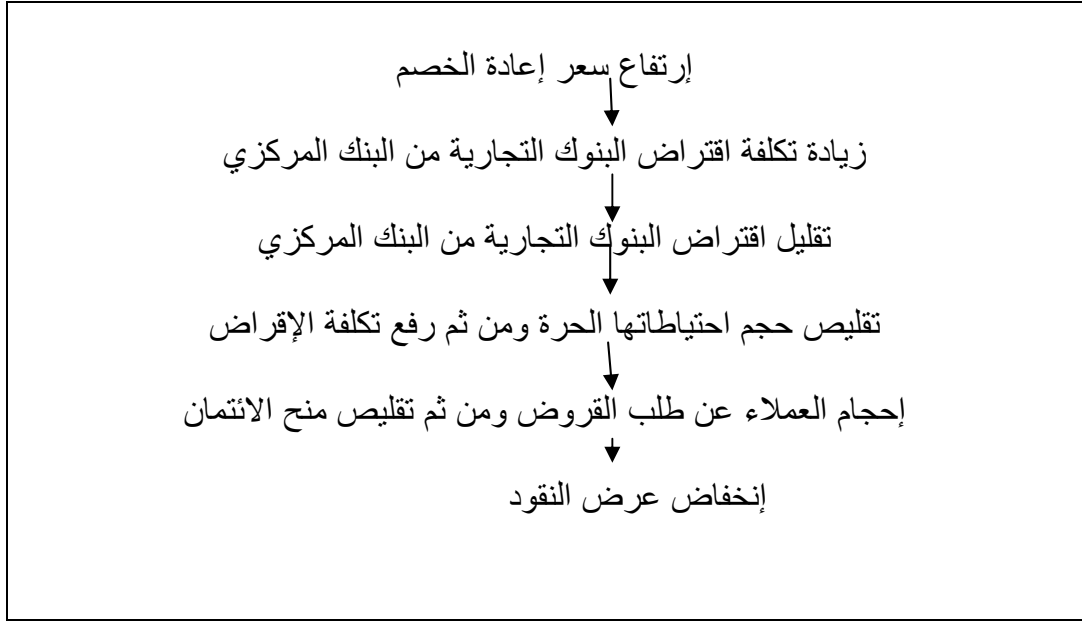 إرتفاع سعر إعادة الخصم
زيادة تكلفة اقتراض البنوك التجارية من البنك المركزي
تقليل اقتراض البنوك التجارية من البنك المركزي
تقليص حجم احتياطاتها الحرة ومن ثم رفع تكلفة الإقراض
إحجام العملاء عن طلب القروض ومن ثم تقليص منح الائتمان
إنخفاض عرض النقود